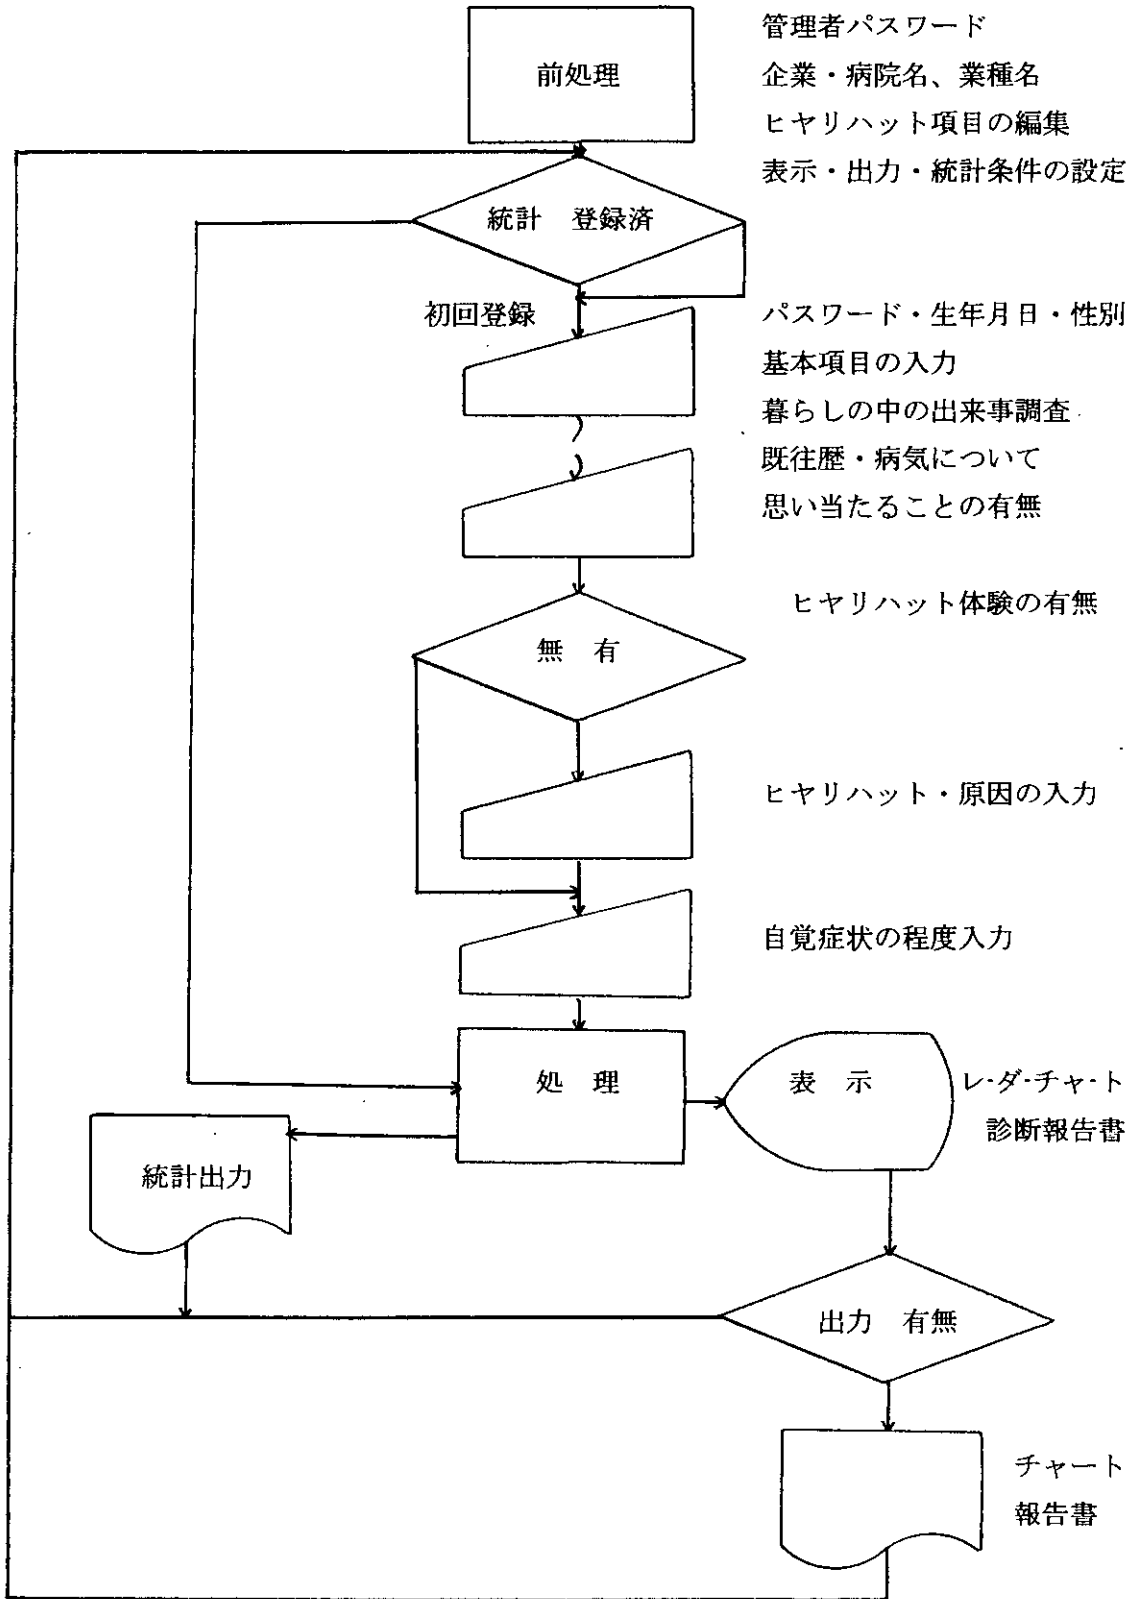 前処理
管理者パスワード
企業・病院名、業種名
ヒヤリハット項目の編集
表示・出力・統計条件の設定
統計　登録済
初回登録
パスワード・生年月日・性別
基本項目の入力
暮らしの中の出来事調査
既往歴・病気について
思い当たることの有無
ヒヤリハット体験の有無
無　有
ヒヤリハット・原因の入力
自覚症状の程度入力
処　理
表　示
レ-ダ-チャ-ト
診断報告書
統計出力
出力　有無
チャート
報告書